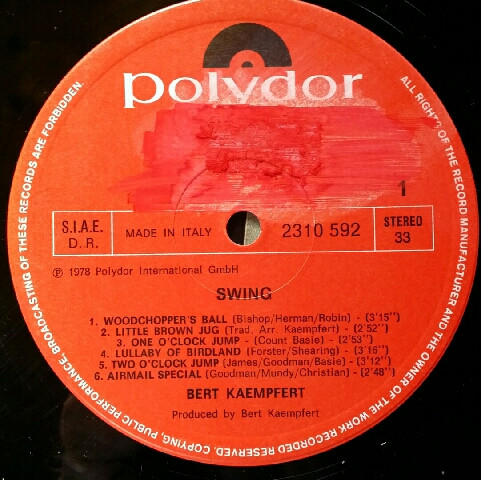 polydor
1
S.I.A.E.
D. R.
MADE IN ITALY
2310 592
STEREO
33
℗ 1978 Polydor International GmbH
SWING
1. WOODCHOPPER'S BALL (Bishop/Herman/Robin) - (3'15'')
2. LITTLE BROWN JUG (Trad. Arr. Kaempfert) - (2'52'')
3. ONE O'CLOCK JUMP - (Count Basie) - (2'53'')
4. LULLABY OF BIRDLAND - (Forster/Shearing) - (3'16'')
5. TWO O'CLOCK JUMP (James/Goodman/Basie) - (3'12'')
6. AIRMAIL SPECIAL (Goodman/Mundy/Christian) - (2'48'')
BERT KAEMPFERT
Produced by Bert Kaempfert
ALL RIGHTS OF THE RECORD MANUFACTURER AND THE OWNER OF THE WORK RECORDED RESERVED. COPYING, PUBLIC PERFORMANCE, BROADCASTING OF THESE RECORDS ARE FORBIDDEN.